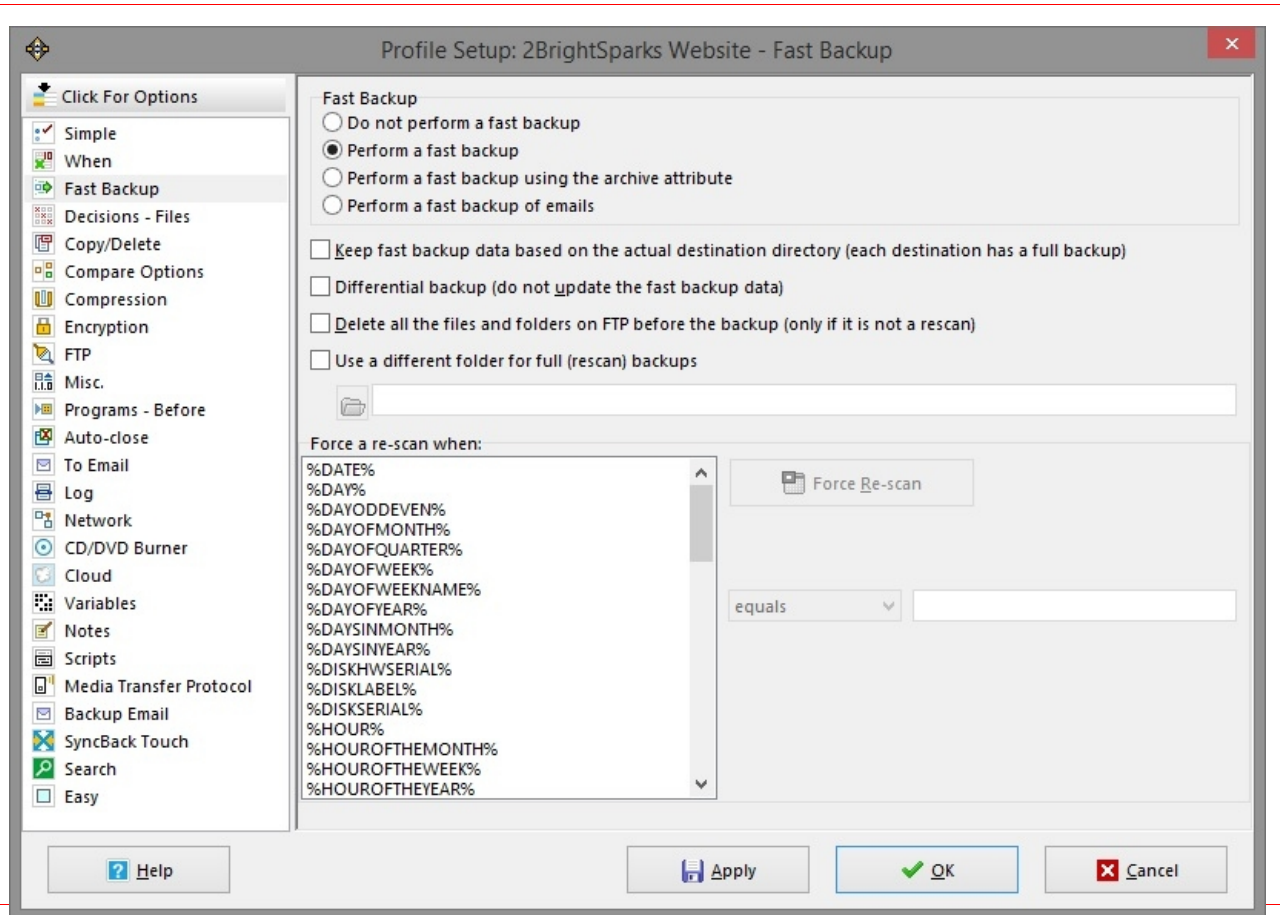 Profile Setup: 2BrightSparks Website - Fast Backup
Click For Options
Simple
When
Fast Backup
Decisions - Files
Copy/Delete
Compare Options
Compression
Encryption
FTP
Misc.
Programs - Before
Auto-close
To Email
Log
Network
CD/DVD Burner
Cloud
Variables
Notes
Scripts
Media Transfer Protocol
Backup Email
SyncBack Touch
Search
Easy
Fast Backup
Do not perform a fast backup
Perform a fast backup
Perform a fast backup using the archive attribute
Perform a fast backup of emails
Keep fast backup data based on the actual destination directory (each destination has a full backup)
Differential backup (do not update the fast backup data)
Delete all the files and folders on FTP before the backup (only if it is not a rescan)
Use a different folder for full (rescan) backups
Force a re-scan when:
%DATE%
%DAY%
%DAYODDEVEN%
%DAYOFMONTH%
%DAYOFQUARTER%
%DAYOFWEEK%
%DAYOFWEEKNAME%
%DAYOFYEAR%
%DAYSINMONTH%
%DAYSINYEAR%
%DISKHWSERIAL%
%DISKLABEL%
%DISKSERIAL%
%HOUR%
%HOUROFTHEMONTH%
%HOUROFTHEWEEK%
%HOUROFTHEYEAR%
Force Re-scan
equals
Help
Apply
OK
Cancel